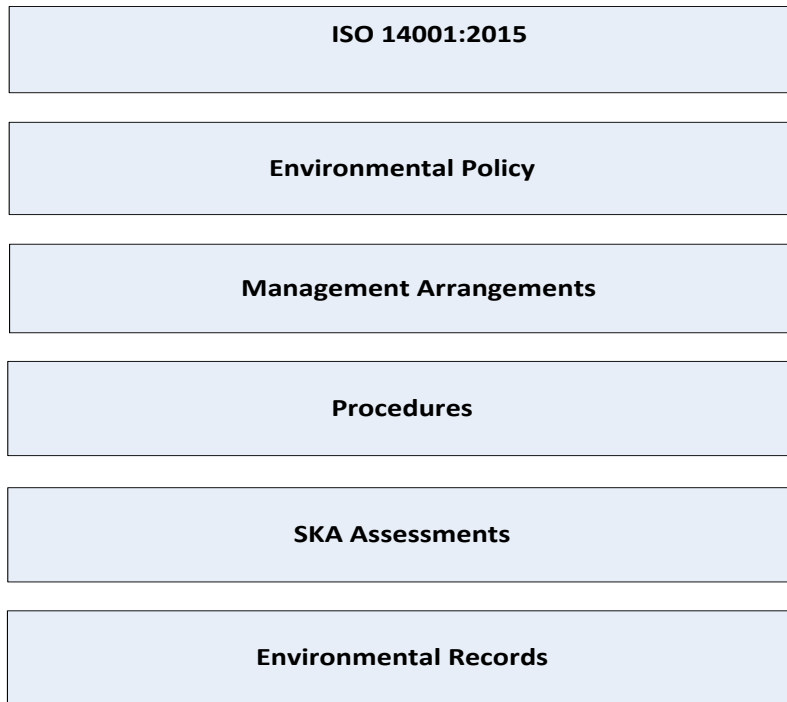 ISO 14001:2015
Environmental Policy
Management Arrangements
Procedures
SKA Assessments
Environmental Records